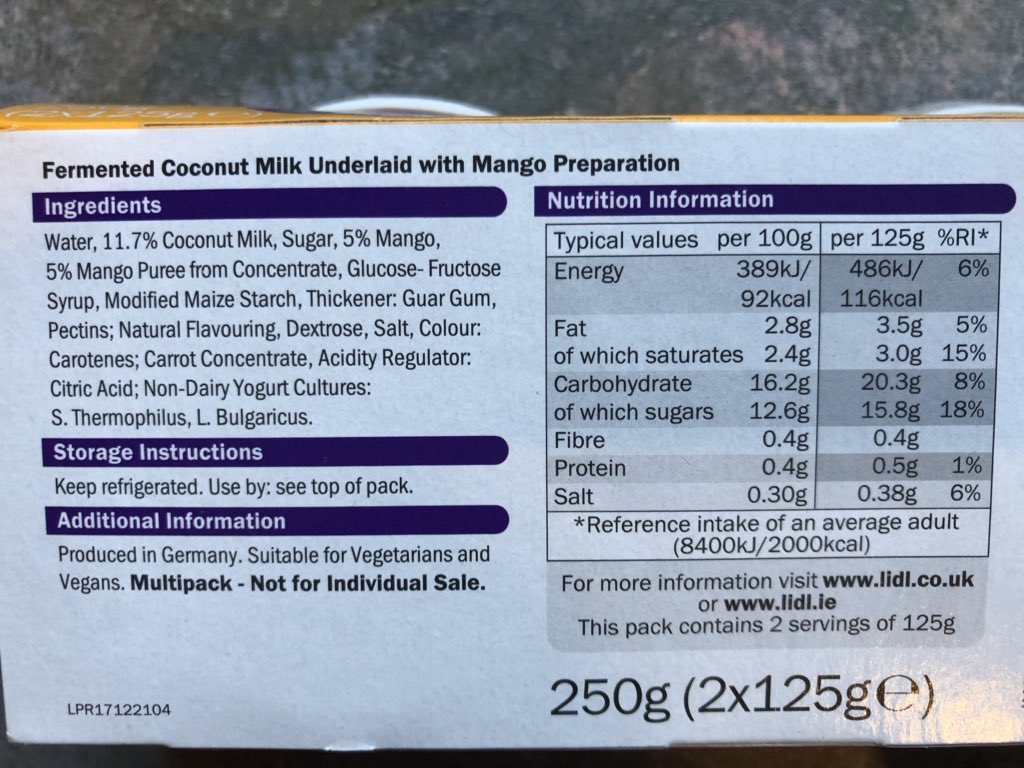 (2x125g e)
Fermented Coconut Milk Underlaid with Mango Preparation
Ingredients
Water, 11.7% Coconut Milk, Sugar, 5% Mango,
5% Mango Puree from Concentrate, Glucose- Fructose
Syrup, Modified Maize Starch, Thickener: Guar Gum,
Pectins; Natural Flavouring, Dextrose, Salt, Colour:
Carotenes; Carrot Concentrate, Acidity Regulator:
Citric Acid; Non-Dairy Yogurt Cultures:
S. Thermophilus, L. Bulgaricus.
Storage Instructions
Keep refrigerated. Use by: see top of pack.
Additional Information
Produced in Germany. Suitable for Vegetarians and
Vegans. Multipack - Not for Individual Sale.
LPR17122104
Nutrition Information
Typical values per 100g per 125g %RI*
Energy 389kJ/ 486kJ/ 6%
92kcal 116kcal
Fat 2.8g 3.5g 5%
of which saturates 2.4g 3.0g 15%
Carbohydrate 16.2g 20.3g 8%
of which sugars 12.6g 15.8g 18%
Fibre 0.4g 0.4g
Protein 0.4g 0.5g 1%
Salt 0.30g 0.38g 6%
*Reference intake of an average adult
(8400kJ/2000kcal)
For more information visit www.lidl.co.uk
or www.lidl.ie
This pack contains 2 servings of 125g
250g (2x125g℮)